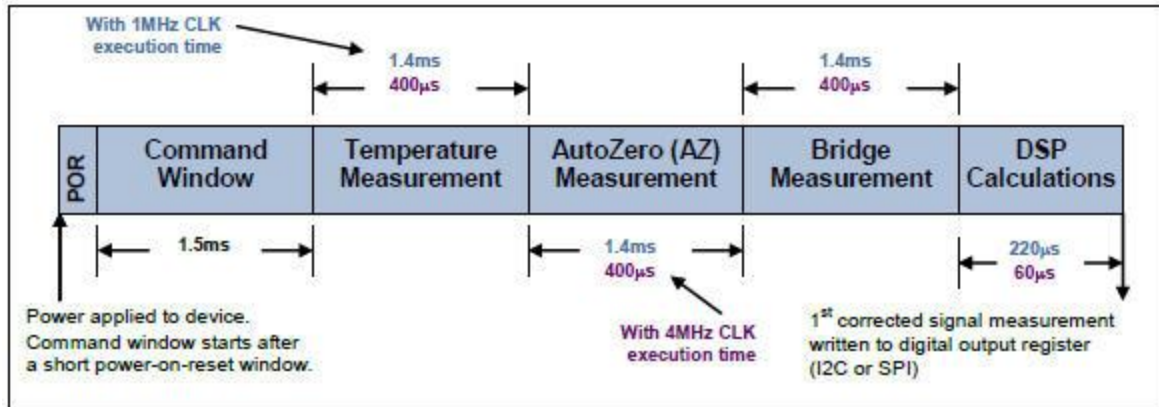 With 1MHz CLK
execution time
1.4ms
400µs
1.4ms
400µs
POR
Command
Window
Temperature
Measurement
AutoZero (AZ)
Measurement
Bridge
Measurement
DSP
Calculations
1.5ms
1.4ms
400µs
220µs
60µs
Power applied to device.
Command window starts after
a short power-on-reset window.
With 4MHz CLK
execution time
1st corrected signal measurement
written to digital output register
(I2C or SPI)